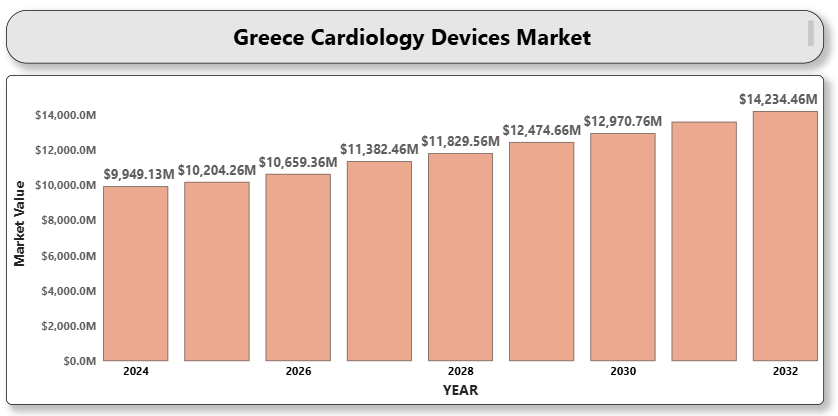 Greece Cardiology Devices Market
$14,000.0M
$12,000.0M
$10,000.0M
$8,000.0M
$6,000.0M
$4,000.0M
$2,000.0M
$0.0M
Market Value
$9,949.13M
$10,204.26M
$10,659.36M
$11,382.46M
$11,829.56M
$12,474.66M
$12,970.76M
$14,234.46M
2024
2026
2028
2030
2032
YEAR